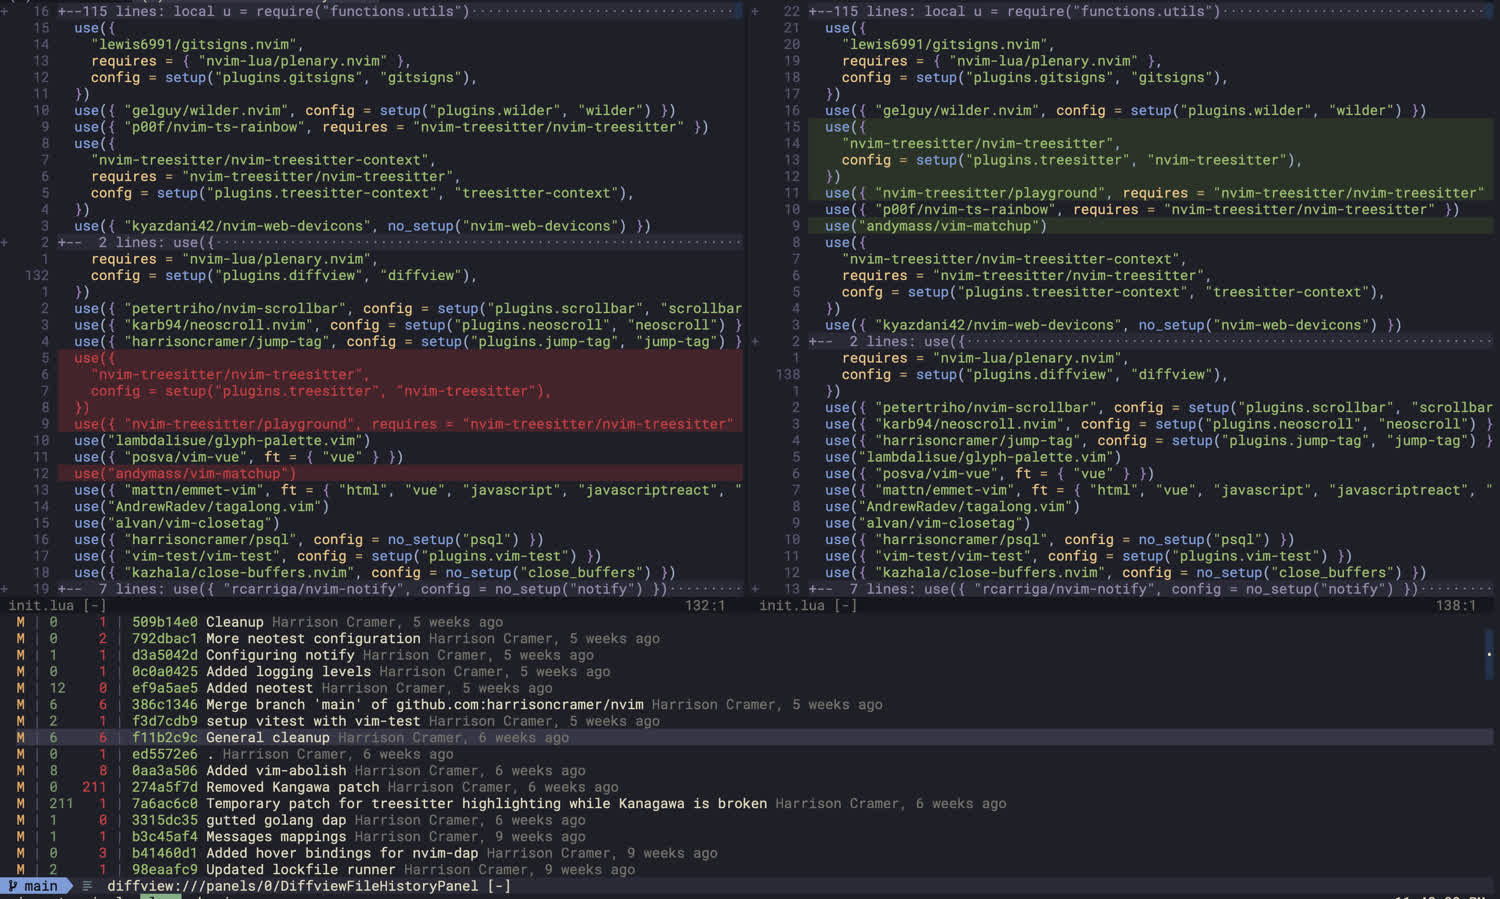 16 +--115 lines: local u = require("functions.utils")
15 use({
14 "lewis6991/gitsigns.nvim",
13 requires = { "nvim-lua/plenary.nvim" },
12 config = setup("plugins.gitsigns", "gitsigns"),
11 })
10 use({ "gelguy/wilder.nvim", config = setup("plugins.wilder", "wilder") })
9 use({ "p00f/nvim-ts-rainbow", requires = "nvim-treesitter/nvim-treesitter" })
8 use({
7 "nvim-treesitter/nvim-treesitter-context",
6 requires = "nvim-treesitter/nvim-treesitter",
5 confg = setup("plugins.treesitter-context", "treesitter-context"),
4 })
3 use({ "kyazdani42/nvim-web-devicons", no_setup("nvim-web-devicons") })
2 +-- 2 lines: use({
1 requires = "nvim-lua/plenary.nvim",
132 config = setup("plugins.diffview", "diffview"),
1 })
2 use({ "petertriho/nvim-scrollbar", config = setup("plugins.scrollbar", "scrollbar
3 use({ "karb94/neoscroll.nvim", config = setup("plugins.neoscroll", "neoscroll") }
4 use({ "harrisoncramer/jump-tag", config = setup("plugins.jump-tag", "jump-tag") }
5 use({
6 "nvim-treesitter/nvim-treesitter",
7 config = setup("plugins.treesitter", "nvim-treesitter"),
8 })
9 use({ "nvim-treesitter/playground", requires = "nvim-treesitter/nvim-treesitter"
10 use("lambdalisue/glyph-palette.vim")
11 use({ "posva/vim-vue", ft = { "vue" } })
12 use("andymass/vim-matchup")
13 use({ "mattn/emmet-vim", ft = { "html", "vue", "javascript", "javascriptreact", "
14 use("AndrewRadev/tagalong.vim")
15 use("alvan/vim-closetag")
16 use({ "harrisoncramer/psql", config = no_setup("psql") })
17 use({ "vim-test/vim-test", config = setup("plugins.vim-test") })
18 use({ "kazhala/close-buffers.nvim", config = no_setup("close_buffers") })
19 +-- 7 lines: use({ "rcarriga/nvim-notify", config = no_setup("notify") })
init.lua [-] 132:1
22 +--115 lines: local u = require("functions.utils")
21 use({
20 "lewis6991/gitsigns.nvim",
19 requires = { "nvim-lua/plenary.nvim" },
18 config = setup("plugins.gitsigns", "gitsigns"),
17 })
16 use({ "gelguy/wilder.nvim", config = setup("plugins.wilder", "wilder") })
15 use({
14 "nvim-treesitter/nvim-treesitter",
13 config = setup("plugins.treesitter", "nvim-treesitter"),
12 })
11 use({ "nvim-treesitter/playground", requires = "nvim-treesitter/nvim-treesitter"
10 use({ "p00f/nvim-ts-rainbow", requires = "nvim-treesitter/nvim-treesitter" })
9 use("andymass/vim-matchup")
8 use({
7 "nvim-treesitter/nvim-treesitter-context",
6 requires = "nvim-treesitter/nvim-treesitter",
5 confg = setup("plugins.treesitter-context", "treesitter-context"),
4 })
3 use({ "kyazdani42/nvim-web-devicons", no_setup("nvim-web-devicons") })
2 +-- 2 lines: use({
1 requires = "nvim-lua/plenary.nvim",
138 config = setup("plugins.diffview", "diffview"),
1 })
2 use({ "petertriho/nvim-scrollbar", config = setup("plugins.scrollbar", "scrollbar
3 use({ "karb94/neoscroll.nvim", config = setup("plugins.neoscroll", "neoscroll") }
4 use({ "harrisoncramer/jump-tag", config = setup("plugins.jump-tag", "jump-tag") }
5 use("lambdalisue/glyph-palette.vim")
6 use({ "posva/vim-vue", ft = { "vue" } })
7 use({ "mattn/emmet-vim", ft = { "html", "vue", "javascript", "javascriptreact", "
8 use("AndrewRadev/tagalong.vim")
9 use("alvan/vim-closetag")
10 use({ "harrisoncramer/psql", config = no_setup("psql") })
11 use({ "vim-test/vim-test", config = setup("plugins.vim-test") })
12 use({ "kazhala/close-buffers.nvim", config = no_setup("close_buffers") })
13 +-- 7 lines: use({ "rcarriga/nvim-notify", config = no_setup("notify") })
init.lua [-] 138:1
M | 0 1 | 509b14e0 Cleanup Harrison Cramer, 5 weeks ago
M | 0 2 | 792dbac1 More neotest configuration Harrison Cramer, 5 weeks ago
M | 1 1 | d3a5042d Configuring notify Harrison Cramer, 5 weeks ago
M | 0 1 | 0c0a0425 Added logging levels Harrison Cramer, 5 weeks ago
M | 12 0 | ef9a5ae5 Added neotest Harrison Cramer, 5 weeks ago
M | 6 6 | 386c1346 Merge branch 'main' of github.com:harrisoncramer/nvim Harrison Cramer, 5 weeks ago
M | 2 1 | f3d7cdb9 setup vitest with vim-test Harrison Cramer, 5 weeks ago
M | 6 6 | f11b2c9c General cleanup Harrison Cramer, 6 weeks ago
M | 0 1 | ed5572e6 . Harrison Cramer, 6 weeks ago
M | 8 8 | 0aa3a506 Added vim-abolish Harrison Cramer, 6 weeks ago
M | 0 211 | 274a5f7d Removed Kangawa patch Harrison Cramer, 6 weeks ago
M | 211 1 | 7a6ac6c0 Temporary patch for treesitter highlighting while Kanagawa is broken Harrison Cramer, 6 weeks ago
M | 1 0 | 3315dc35 gutted golang dap Harrison Cramer, 6 weeks ago
M | 1 1 | b3c45af4 Messages mappings Harrison Cramer, 9 weeks ago
M | 0 3 | b41460d1 Added hover bindings for nvim-dap Harrison Cramer, 9 weeks ago
M | 2 1 | 98eaafc9 Updated lockfile runner Harrison Cramer, 9 weeks ago
main diffview:///panels/0/DiffviewFileHistoryPanel [-]